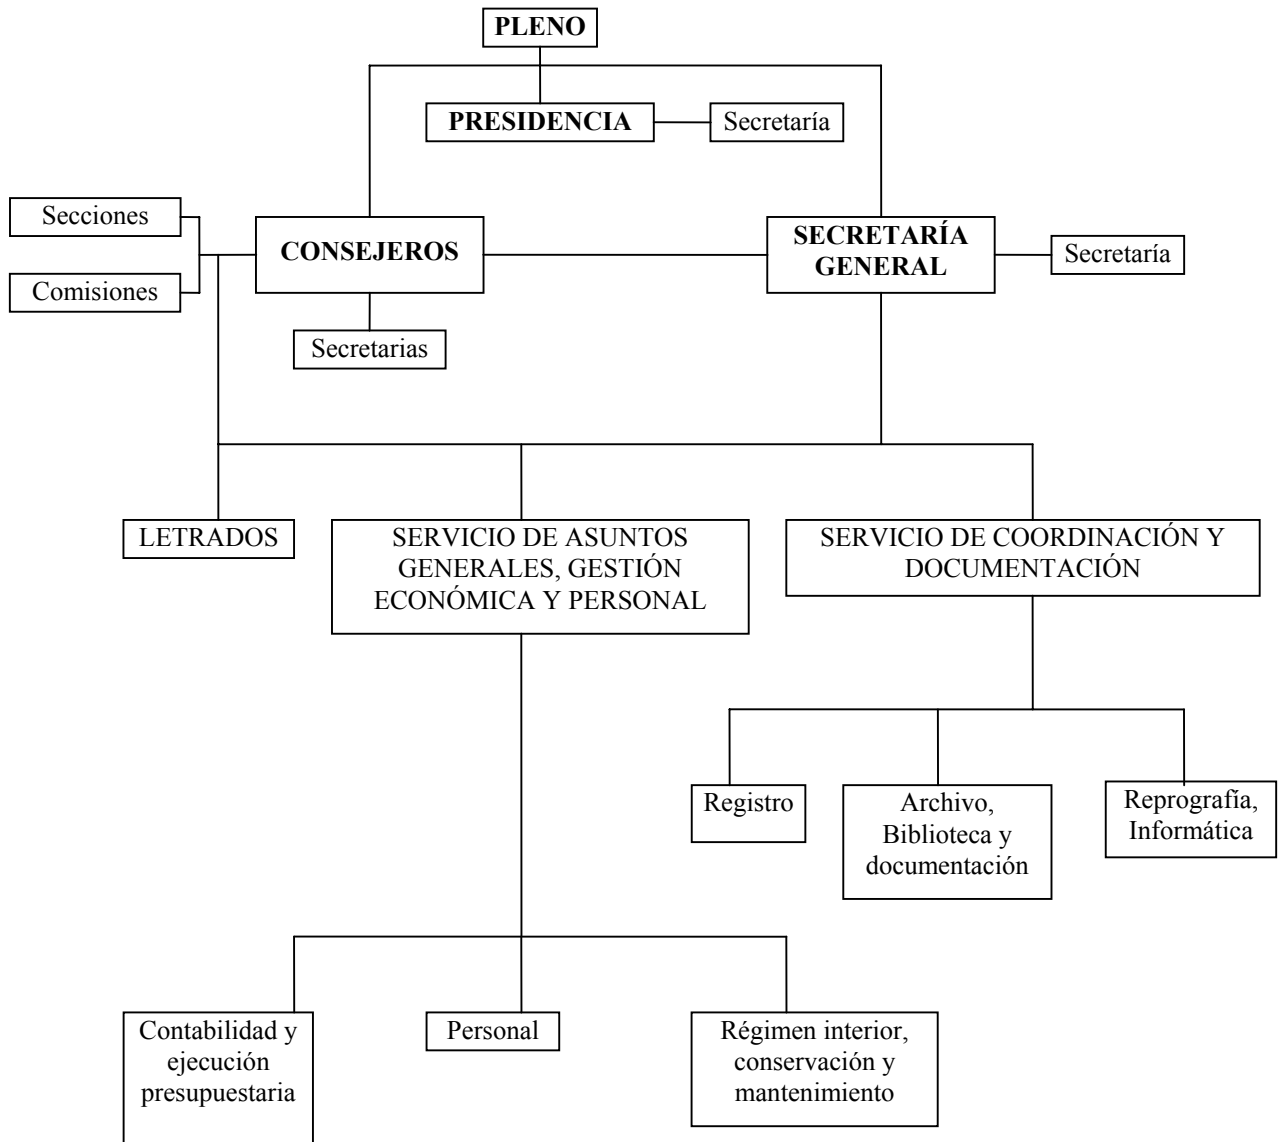 PLENO
PRESIDENCIA
Secretaría
Secciones
CONSEJEROS
SECRETARÍA
GENERAL
Secretaría
Comisiones
Secretarias
LETRADOS
SERVICIO DE ASUNTOS
GENERALES, GESTIÓN
ECONÓMICA Y PERSONAL
SERVICIO DE COORDINACIÓN Y
DOCUMENTACIÓN
Registro
Archivo,
Biblioteca y
documentación
Reprografía,
Informática
Contabilidad y
ejecución
presupuestaria
Personal
Régimen interior,
conservación y
mantenimiento